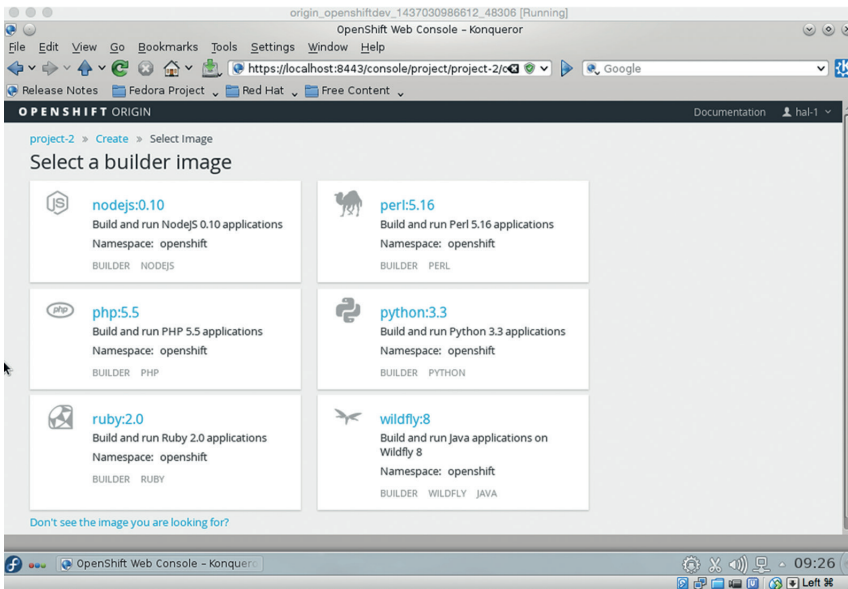 origin_openshiftdev_1437030986612_48306 [Running]
OpenShift Web Console – Konqueror
File Edit View Go Bookmarks Tools Settings Window Help
https://localhost:8443/console/project/project-2/c
Google
Release Notes Fedora Project Red Hat Free Content
OPENSHIFT ORIGIN
Documentation hal-1
project-2 » Create » Select Image
Select a builder image
JS
nodejs:0.10
Build and run NodeJS 0.10 applications
Namespace: openshift
BUILDER NODEJS
perl:5.16
Build and run Perl 5.16 applications
Namespace: openshift
BUILDER PERL
php
php:5.5
Build and run PHP 5.5 applications
Namespace: openshift
BUILDER PHP
python:3.3
Build and run Python 3.3 applications
Namespace: openshift
BUILDER PYTHON
ruby:2.0
Build and run Ruby 2.0 applications
Namespace: openshift
BUILDER RUBY
wildfly:8
Build and run Java applications on
Wildfly 8
Namespace: openshift
BUILDER WILDFLY JAVA
Don't see the image you are looking for?
OpenShift Web Console – Konquero
09:26
Left ⌘